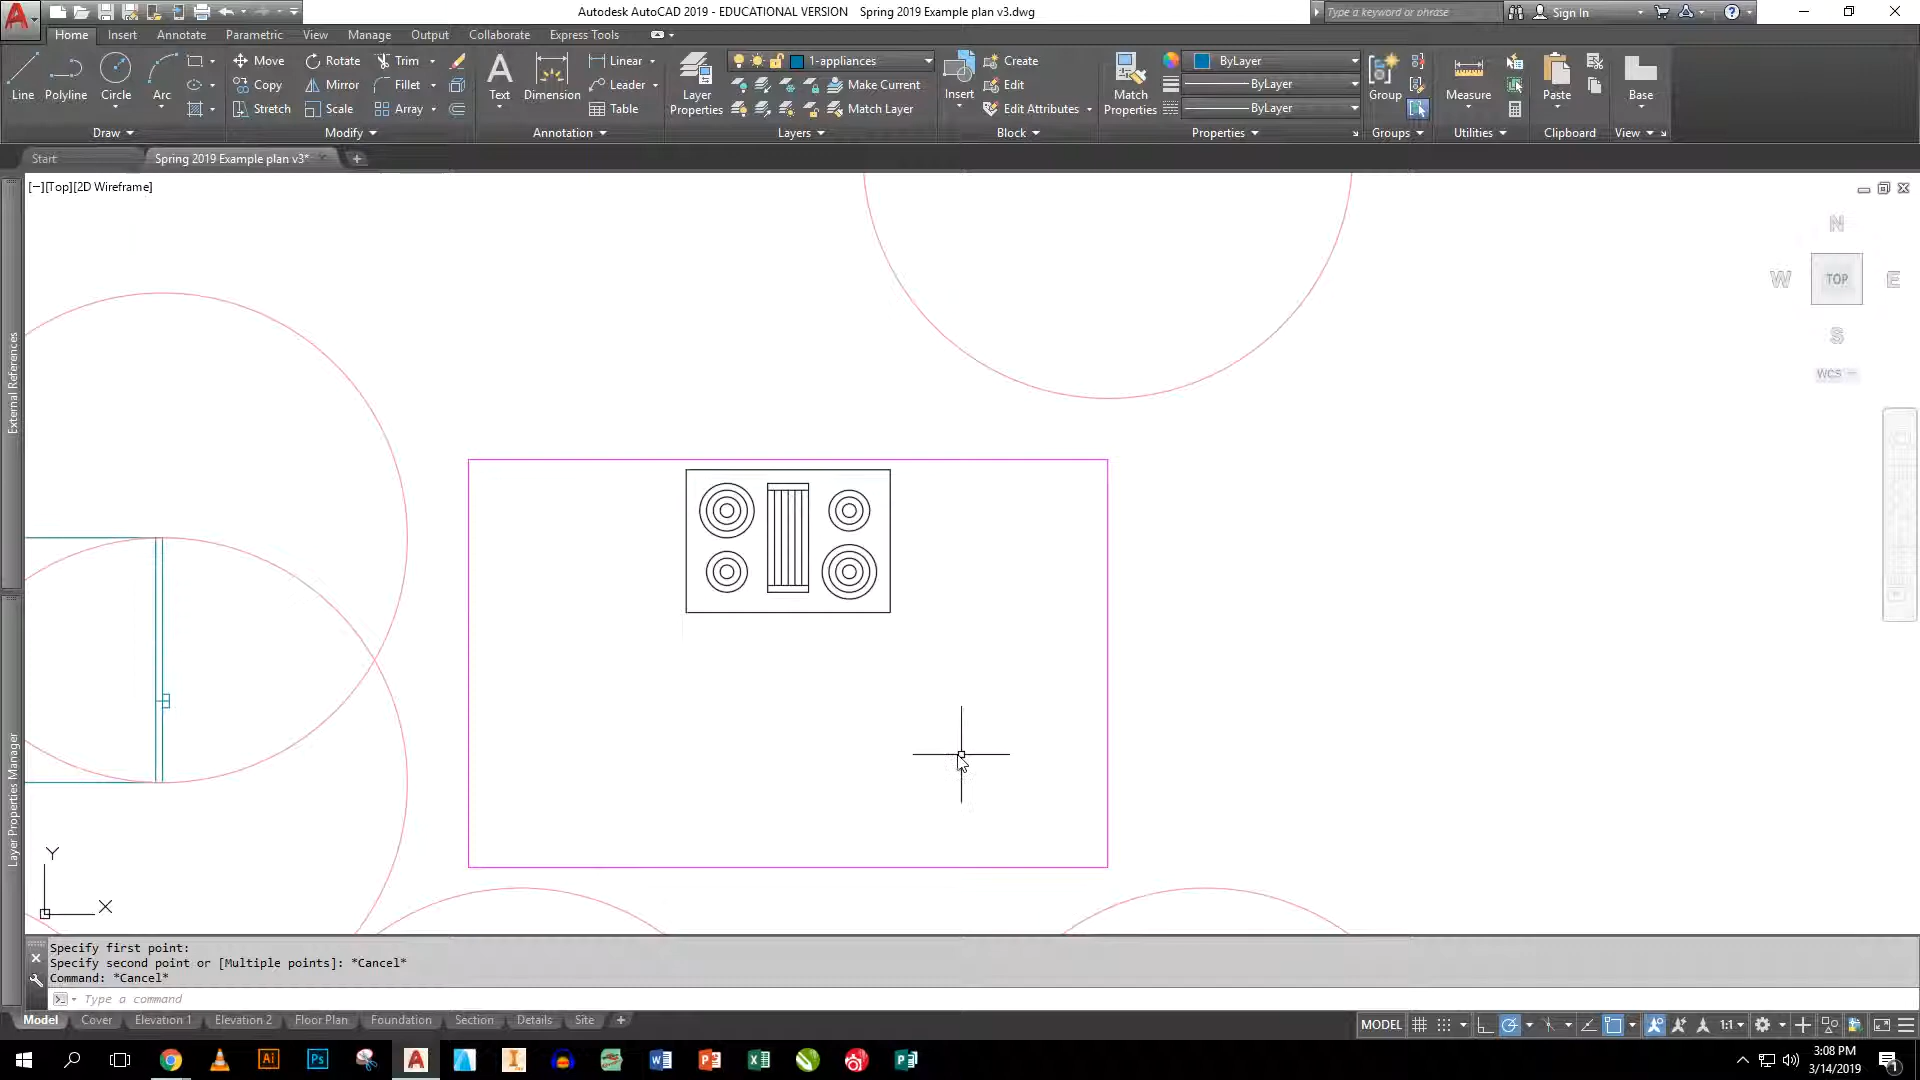 Autodesk AutoCAD 2019 - EDUCATIONAL VERSION Spring 2019 Example plan v3.dwg
Type a keyword or phrase
Sign In
Home Insert Annotate Parametric View Manage Output Collaborate Express Tools
Line Polyline Circle Arc
Move Rotate Trim
Copy Mirror Fillet
Stretch Scale Array
Text Dimension
Linear
Leader
Table
Layer Properties
1-appliances
Make Current
Match Layer
Insert
Create
Edit
Edit Attributes
Match Properties
ByLayer
ByLayer
ByLayer
Group
Measure
Paste
Base
Draw Modify Annotation Layers Block Properties Groups Utilities Clipboard View
Start Spring 2019 Example plan v3*
[−][Top][2D Wireframe]
N
W TOP E
S
WCS
External References
Layer Properties Manager
Y
X
Specify first point:
Specify second point or [Multiple points]: *Cancel*
Command: *Cancel*
Type a command
Model Cover Elevation 1 Elevation 2 Floor Plan Foundation Section Details Site
MODEL 1:1
3:08 PM
3/14/2019